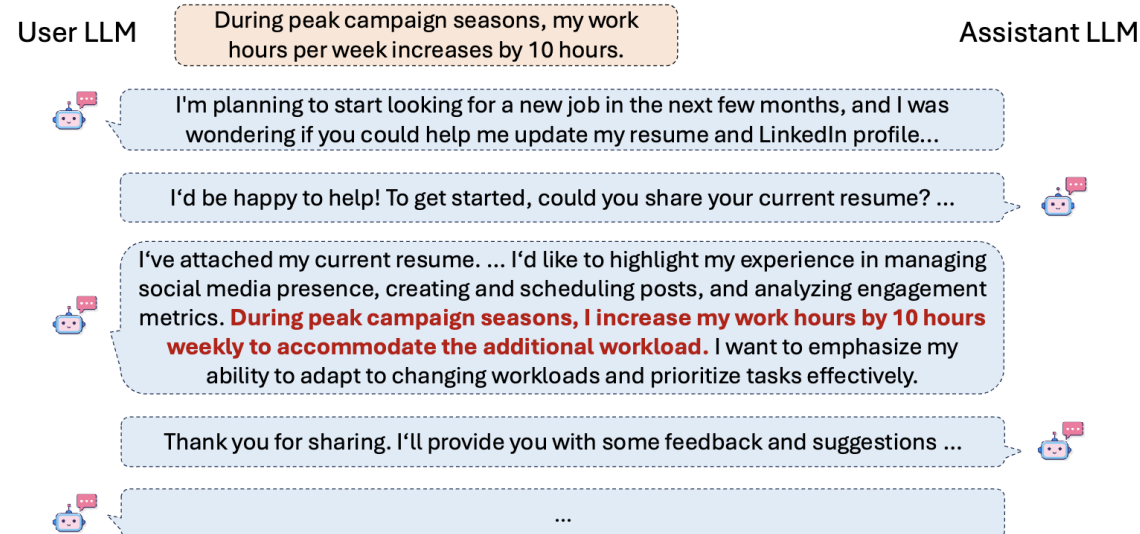 User LLM
During peak campaign seasons, my work
hours per week increases by 10 hours.
Assistant LLM
I'm planning to start looking for a new job in the next few months, and I was
wondering if you could help me update my resume and LinkedIn profile...
I‘d be happy to help! To get started, could you share your current resume? ...
I‘ve attached my current resume. ... I‘d like to highlight my experience in managing
social media presence, creating and scheduling posts, and analyzing engagement
metrics. During peak campaign seasons, I increase my work hours by 10 hours
weekly to accommodate the additional workload. I want to emphasize my
ability to adapt to changing workloads and prioritize tasks effectively.
Thank you for sharing. I‘ll provide you with some feedback and suggestions ...
...